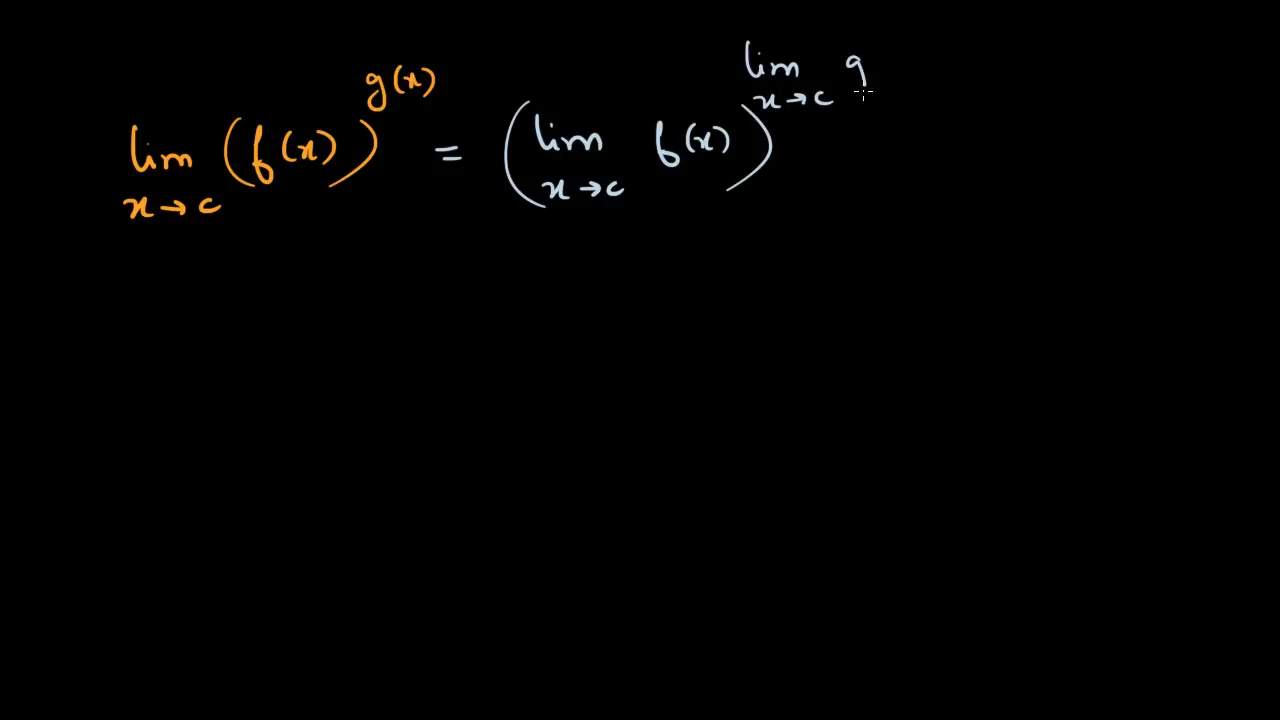 lim (f(x))^g(x) = (lim f(x))^lim g
x→c x→c x→c